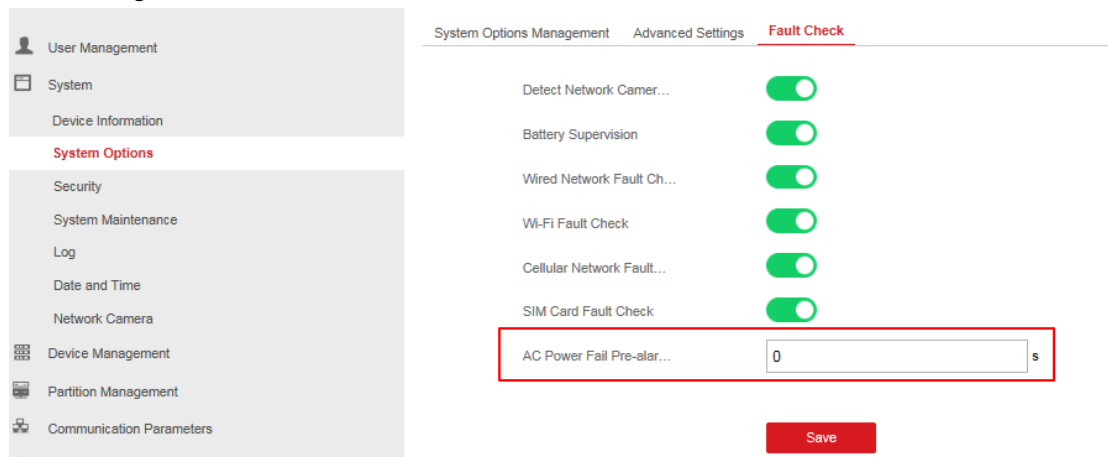 User Management
System
Device Information
System Options
Security
System Maintenance
Log
Date and Time
Network Camera
Device Management
Partition Management
Communication Parameters
System Options Management Advanced Settings Fault Check
Detect Network Camer...
Battery Supervision
Wired Network Fault Ch...
Wi-Fi Fault Check
Cellular Network Fault...
SIM Card Fault Check
AC Power Fail Pre-alar... 0 s
Save